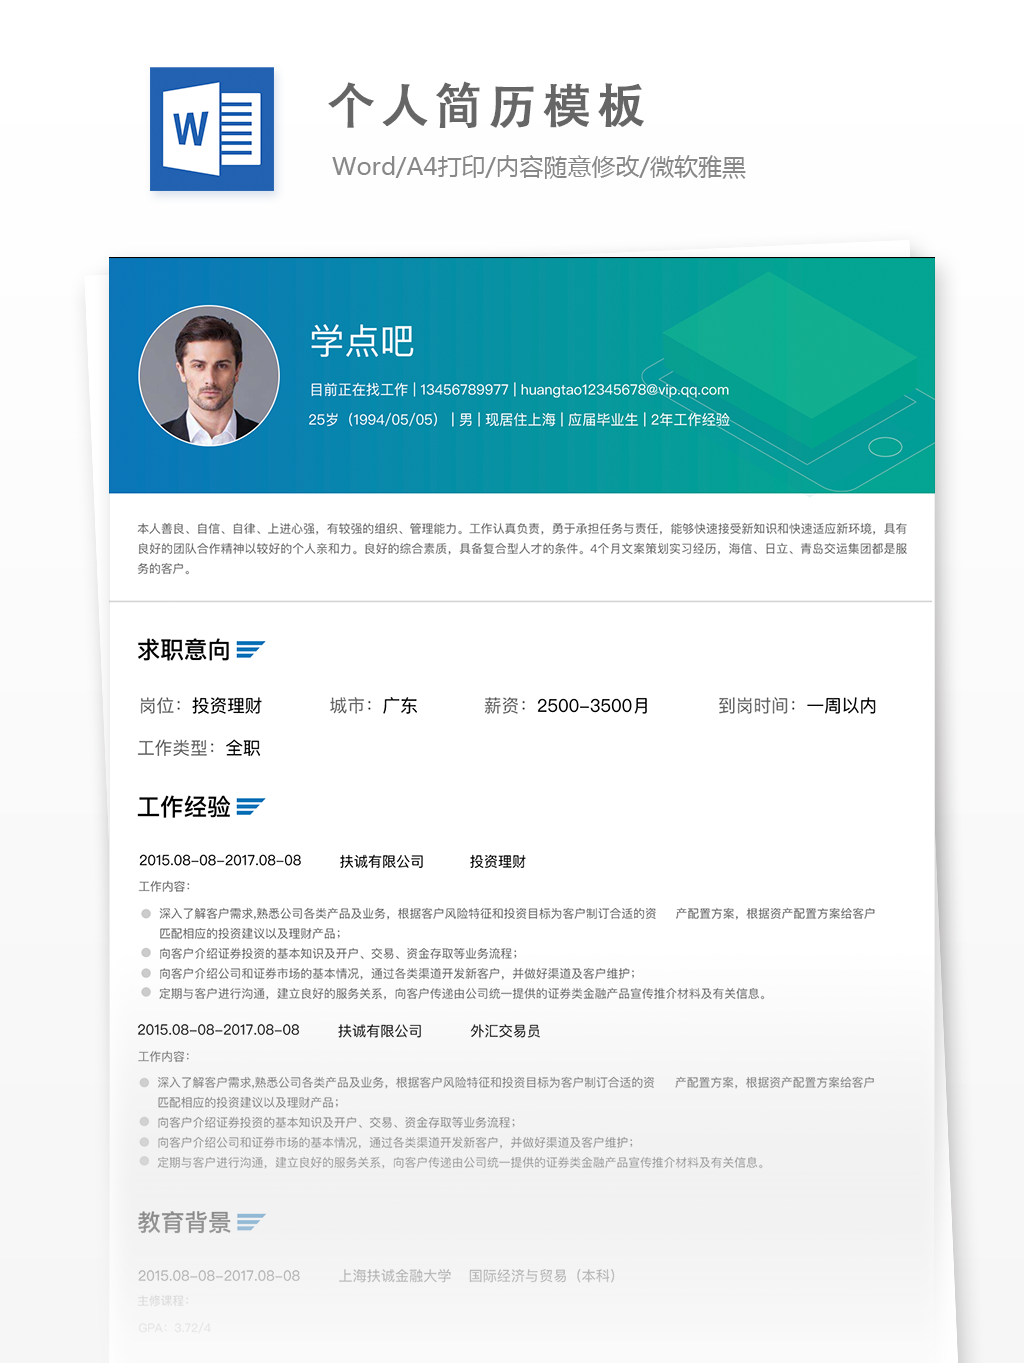 W
个人简历模板
Word/A4打印/内容随意修改/微软雅黑
学点吧
目前正在找工作 | 13456789977 | huangtao12345678@vip.qq.com
25岁（1994/05/05） | 男 | 现居住上海 | 应届毕业生 | 2年工作经验
本人善良、自信、自律、上进心强，有较强的组织、管理能力。工作认真负责，勇于承担任务与责任，能够快速接受新知识和快速适应新环境，具有
良好的团队合作精神以较好的个人亲和力。良好的综合素质，具备复合型人才的条件。4个月文案策划实习经历，海信、日立、青岛交运集团都是服
务的客户。
求职意向
岗位：投资理财 城市：广东 薪资：2500-3500月 到岗时间：一周以内
工作类型：全职
工作经验
2015.08-08-2017.08-08 扶诚有限公司 投资理财
工作内容：
深入了解客户需求,熟悉公司各类产品及业务，根据客户风险特征和投资目标为客户制订合适的资 产配置方案，根据资产配置方案给客户
匹配相应的投资建议以及理财产品；
向客户介绍证券投资的基本知识及开户、交易、资金存取等业务流程；
向客户介绍公司和证券市场的基本情况，通过各类渠道开发新客户，并做好渠道及客户维护；
定期与客户进行沟通，建立良好的服务关系，向客户传递由公司统一提供的证券类金融产品宣传推介材料及有关信息。
2015.08-08-2017.08-08 扶诚有限公司 外汇交易员
工作内容：
深入了解客户需求,熟悉公司各类产品及业务，根据客户风险特征和投资目标为客户制订合适的资 产配置方案，根据资产配置方案给客户
匹配相应的投资建议以及理财产品；
向客户介绍证券投资的基本知识及开户、交易、资金存取等业务流程；
向客户介绍公司和证券市场的基本情况，通过各类渠道开发新客户，并做好渠道及客户维护；
定期与客户进行沟通，建立良好的服务关系，向客户传递由公司统一提供的证券类金融产品宣传推介材料及有关信息。
教育背景
2015.08-08-2017.08-08 上海扶诚金融大学 国际经济与贸易（本科）
主修课程：
GPA：3.72/4